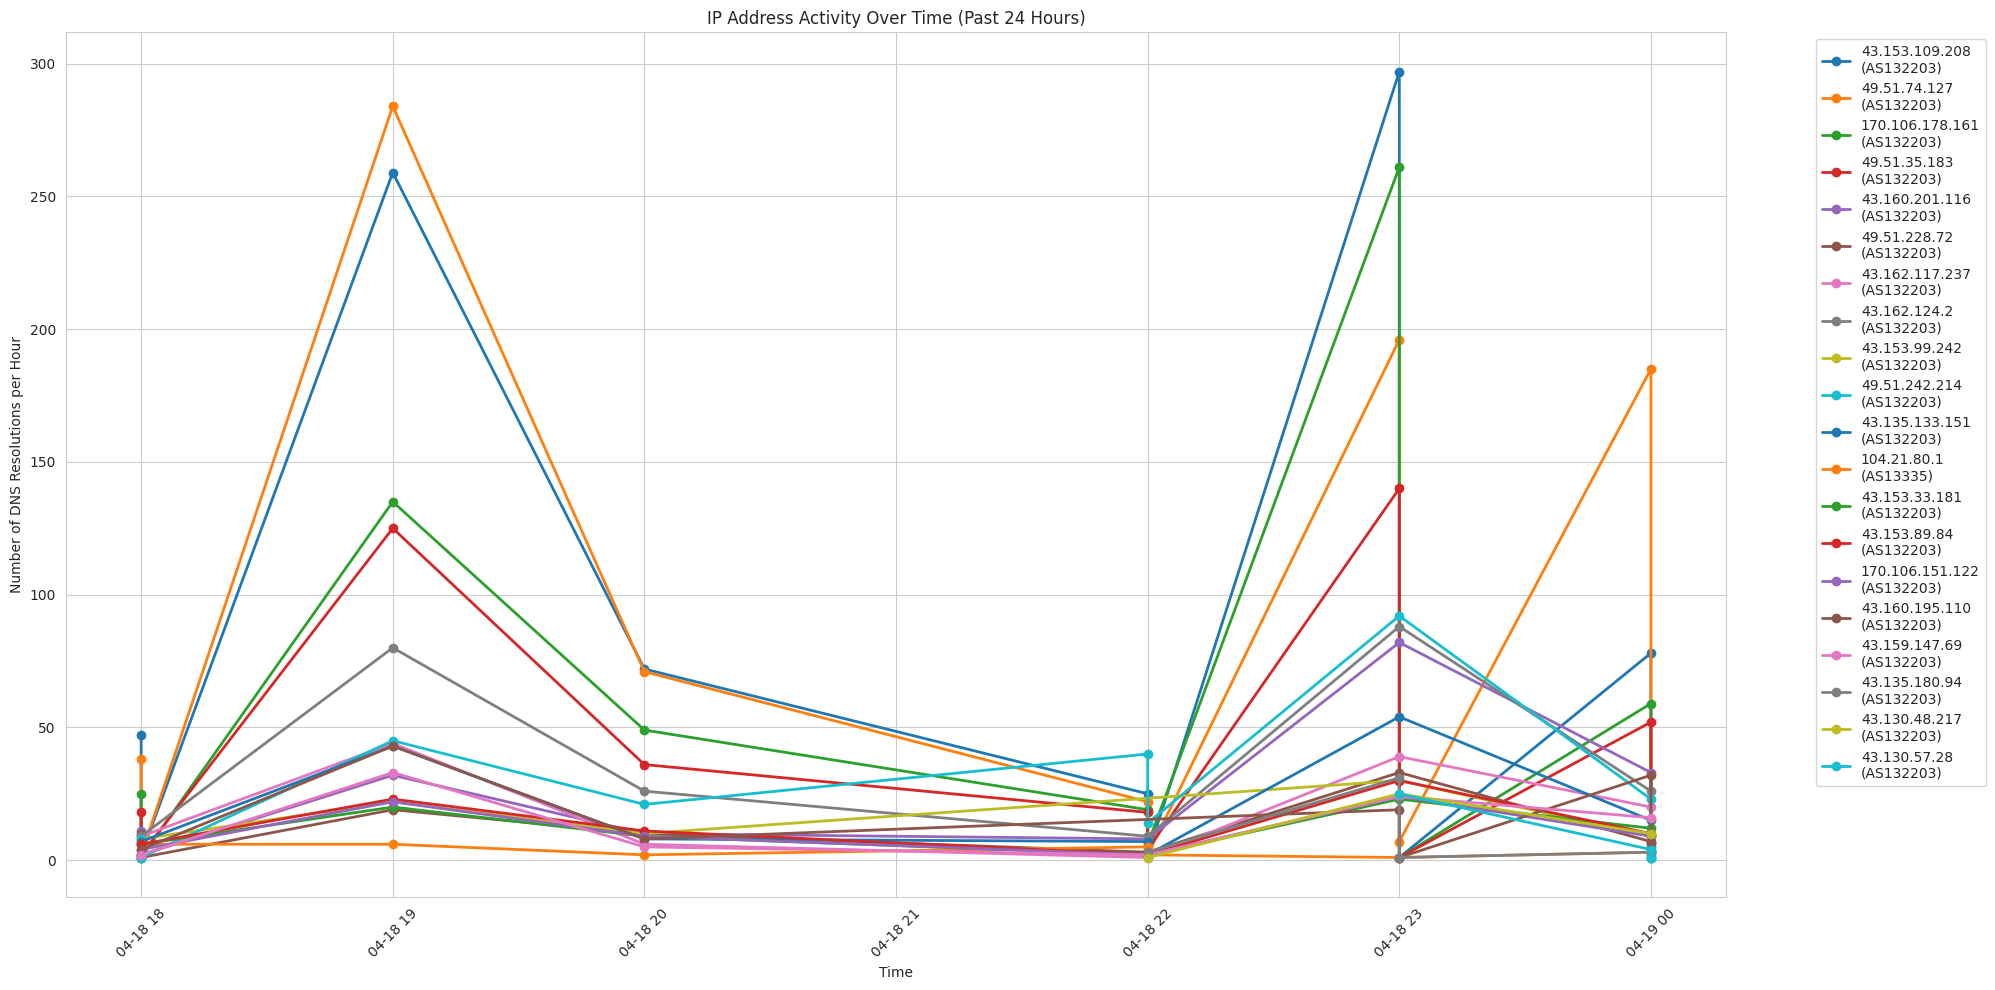 IP Address Activity Over Time (Past 24 Hours)
Number of DNS Resolutions per Hour
300
250
200
150
100
50
0
04-18 18
04-18 19
04-18 20
04-18 21
04-18 22
04-18 23
04-19 00
Time
43.153.109.208
(AS132203)
49.51.74.127
(AS132203)
170.106.178.161
(AS132203)
49.51.35.183
(AS132203)
43.160.201.116
(AS132203)
49.51.228.72
(AS132203)
43.162.117.237
(AS132203)
43.162.124.2
(AS132203)
43.153.99.242
(AS132203)
49.51.242.214
(AS132203)
43.135.133.151
(AS132203)
104.21.80.1
(AS13335)
43.153.33.181
(AS132203)
43.153.89.84
(AS132203)
170.106.151.122
(AS132203)
43.160.195.110
(AS132203)
43.159.147.69
(AS132203)
43.135.180.94
(AS132203)
43.130.48.217
(AS132203)
43.130.57.28
(AS132203)